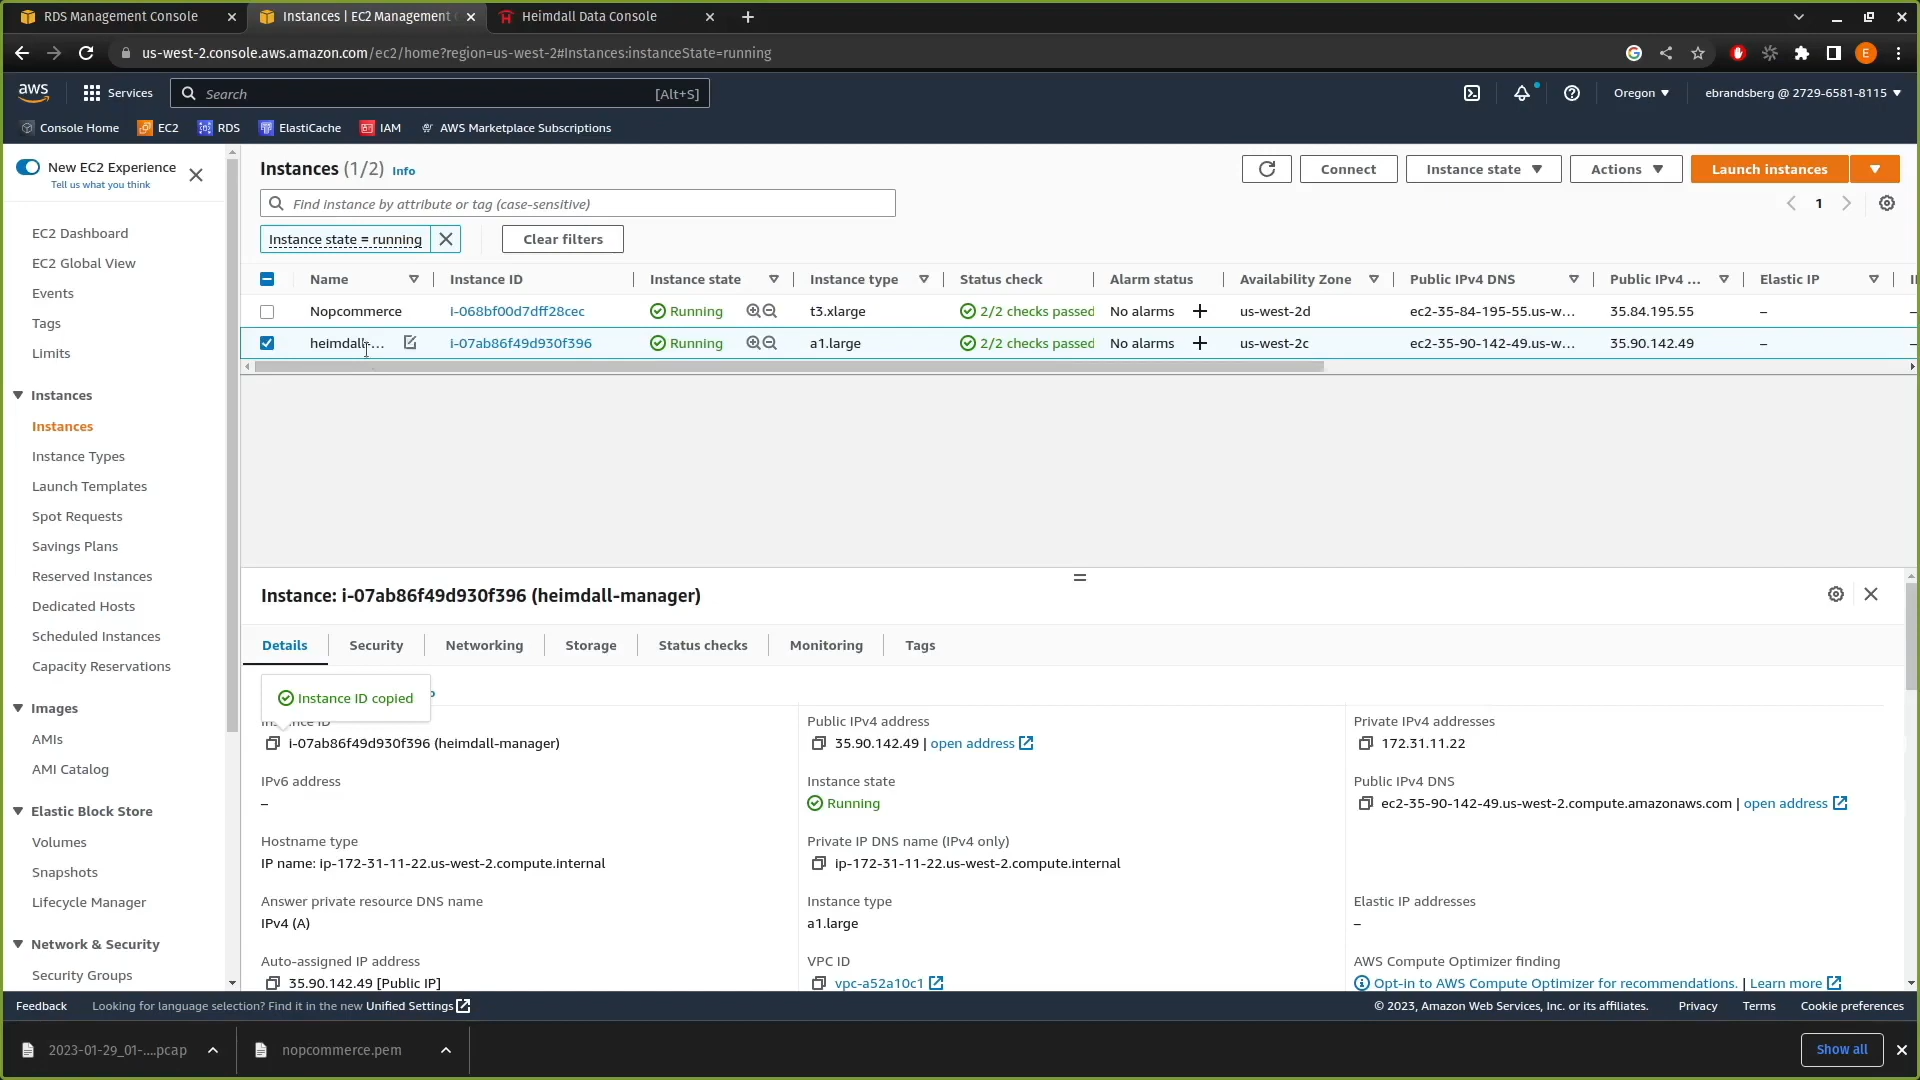 RDS Management Console
Instances | EC2 Management
Heimdall Data Console
us-west-2.console.aws.amazon.com/ec2/home?region=us-west-2#Instances:instanceState=running
E
aws
Services
Search
[Alt+S]
Oregon
ebrandsberg @ 2729-6581-8115
Console Home
EC2
RDS
ElastiCache
IAM
AWS Marketplace Subscriptions
New EC2 Experience
Tell us what you think
EC2 Dashboard
EC2 Global View
Events
Tags
Limits
Instances
Instances
Instance Types
Launch Templates
Spot Requests
Savings Plans
Reserved Instances
Dedicated Hosts
Scheduled Instances
Capacity Reservations
Images
AMIs
AMI Catalog
Elastic Block Store
Volumes
Snapshots
Lifecycle Manager
Network & Security
Security Groups
Instances (1/2) Info
Connect
Instance state
Actions
Launch instances
Find instance by attribute or tag (case-sensitive)
1
Instance state = running
Clear filters
Name Instance ID Instance state Instance type Status check Alarm status Availability Zone Public IPv4 DNS Public IPv4 ... Elastic IP
Nopcommerce i-068bf00d7dff28cec Running t3.xlarge 2/2 checks passed No alarms + us-west-2d ec2-35-84-195-55.us-w... 35.84.195.55 –
heimdall-... i-07ab86f49d930f396 Running a1.large 2/2 checks passed No alarms + us-west-2c ec2-35-90-142-49.us-w... 35.90.142.49 –
Instance: i-07ab86f49d930f396 (heimdall-manager)
Details
Security
Networking
Storage
Status checks
Monitoring
Tags
Instance ID copied
Instance ID
i-07ab86f49d930f396 (heimdall-manager)
Public IPv4 address
35.90.142.49 | open address
Private IPv4 addresses
172.31.11.22
IPv6 address
–
Instance state
Running
Public IPv4 DNS
ec2-35-90-142-49.us-west-2.compute.amazonaws.com | open address
Hostname type
IP name: ip-172-31-11-22.us-west-2.compute.internal
Private IP DNS name (IPv4 only)
ip-172-31-11-22.us-west-2.compute.internal
Answer private resource DNS name
IPv4 (A)
Instance type
a1.large
Elastic IP addresses
–
Auto-assigned IP address
35.90.142.49 [Public IP]
VPC ID
vpc-a52a10c1
AWS Compute Optimizer finding
Opt-in to AWS Compute Optimizer for recommendations. | Learn more
Feedback
Looking for language selection? Find it in the new Unified Settings
© 2023, Amazon Web Services, Inc. or its affiliates.
Privacy
Terms
Cookie preferences
2023-01-29_01-....pcap
nopcommerce.pem
Show all